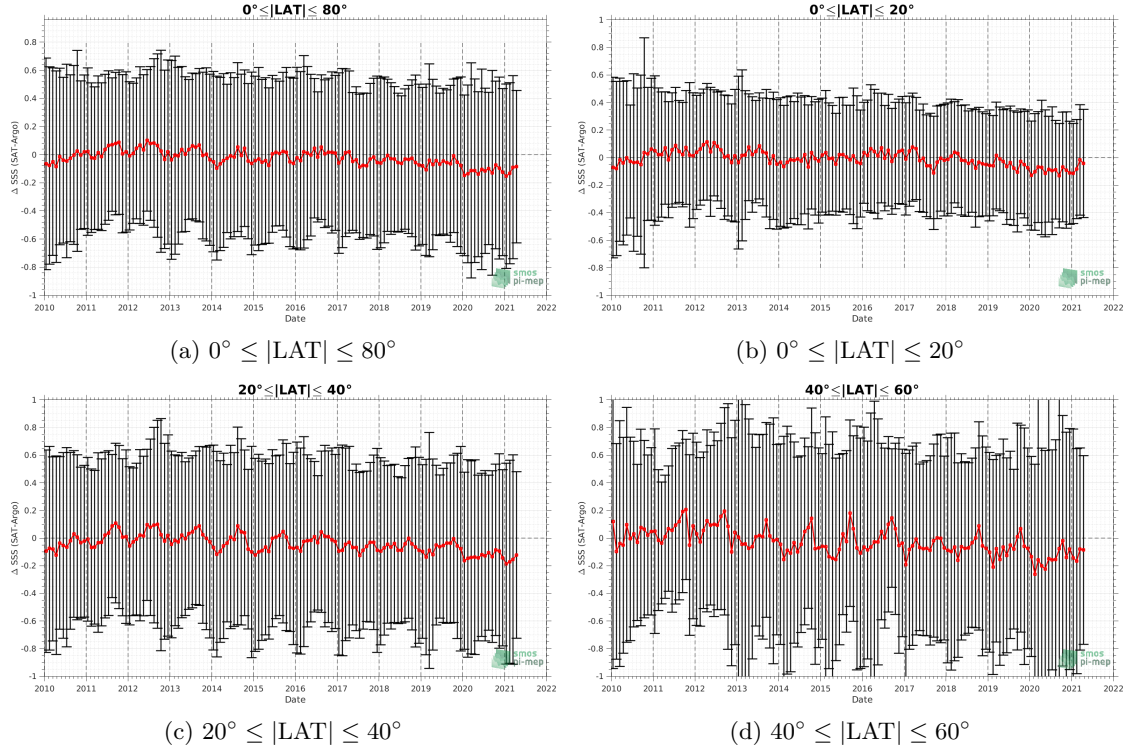 0°≤|LAT|≤ 80°
0.8
0.6
0.4
0.2
0
-0.2
-0.4
-0.6
-0.8
-1
Δ SSS (SAT-Argo)
2010 2011 2012 2013 2014 2015 2016 2017 2018 2019 2020 2021 2022
Date
smos
pi-mep
(a) 0° ≤ |LAT| ≤ 80°
0°≤|LAT|≤ 20°
1
0.8
0.6
0.4
0.2
0
-0.2
-0.4
-0.6
-0.8
-1
Δ SSS (SAT-Argo)
2010 2011 2012 2013 2014 2015 2016 2017 2018 2019 2020 2021 2022
Date
smos
pi-mep
(b) 0° ≤ |LAT| ≤ 20°
20°≤|LAT|≤ 40°
1
0.8
0.6
0.4
0.2
0
-0.2
-0.4
-0.6
-0.8
-1
Δ SSS (SAT-Argo)
2010 2011 2012 2013 2014 2015 2016 2017 2018 2019 2020 2021 2022
Date
smos
pi-mep
(c) 20° ≤ |LAT| ≤ 40°
40°≤|LAT|≤ 60°
1
0.8
0.6
0.4
0.2
0
-0.2
-0.4
-0.6
-0.8
-1
Δ SSS (SAT-Argo)
2010 2011 2012 2013 2014 2015 2016 2017 2018 2019 2020 2021 2022
Date
smos
pi-mep
(d) 40° ≤ |LAT| ≤ 60°